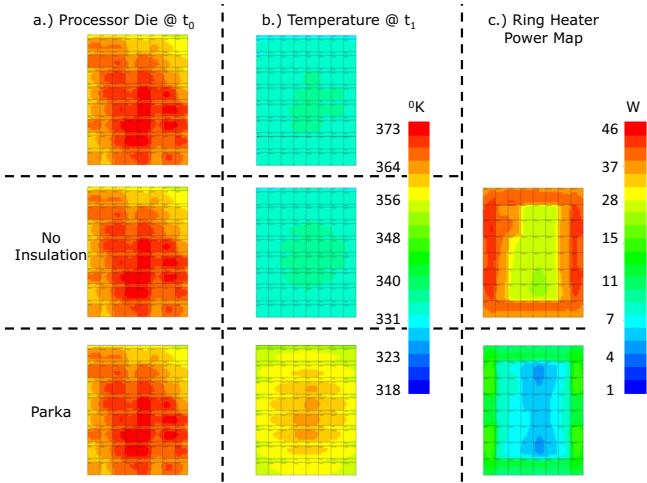 a.) Processor Die @ t0
b.) Temperature @ t1
c.) Ring Heater
Power Map
0K
W
373
364
356
348
340
331
323
318
46
37
28
15
11
7
4
1
No
Insulation
Parka